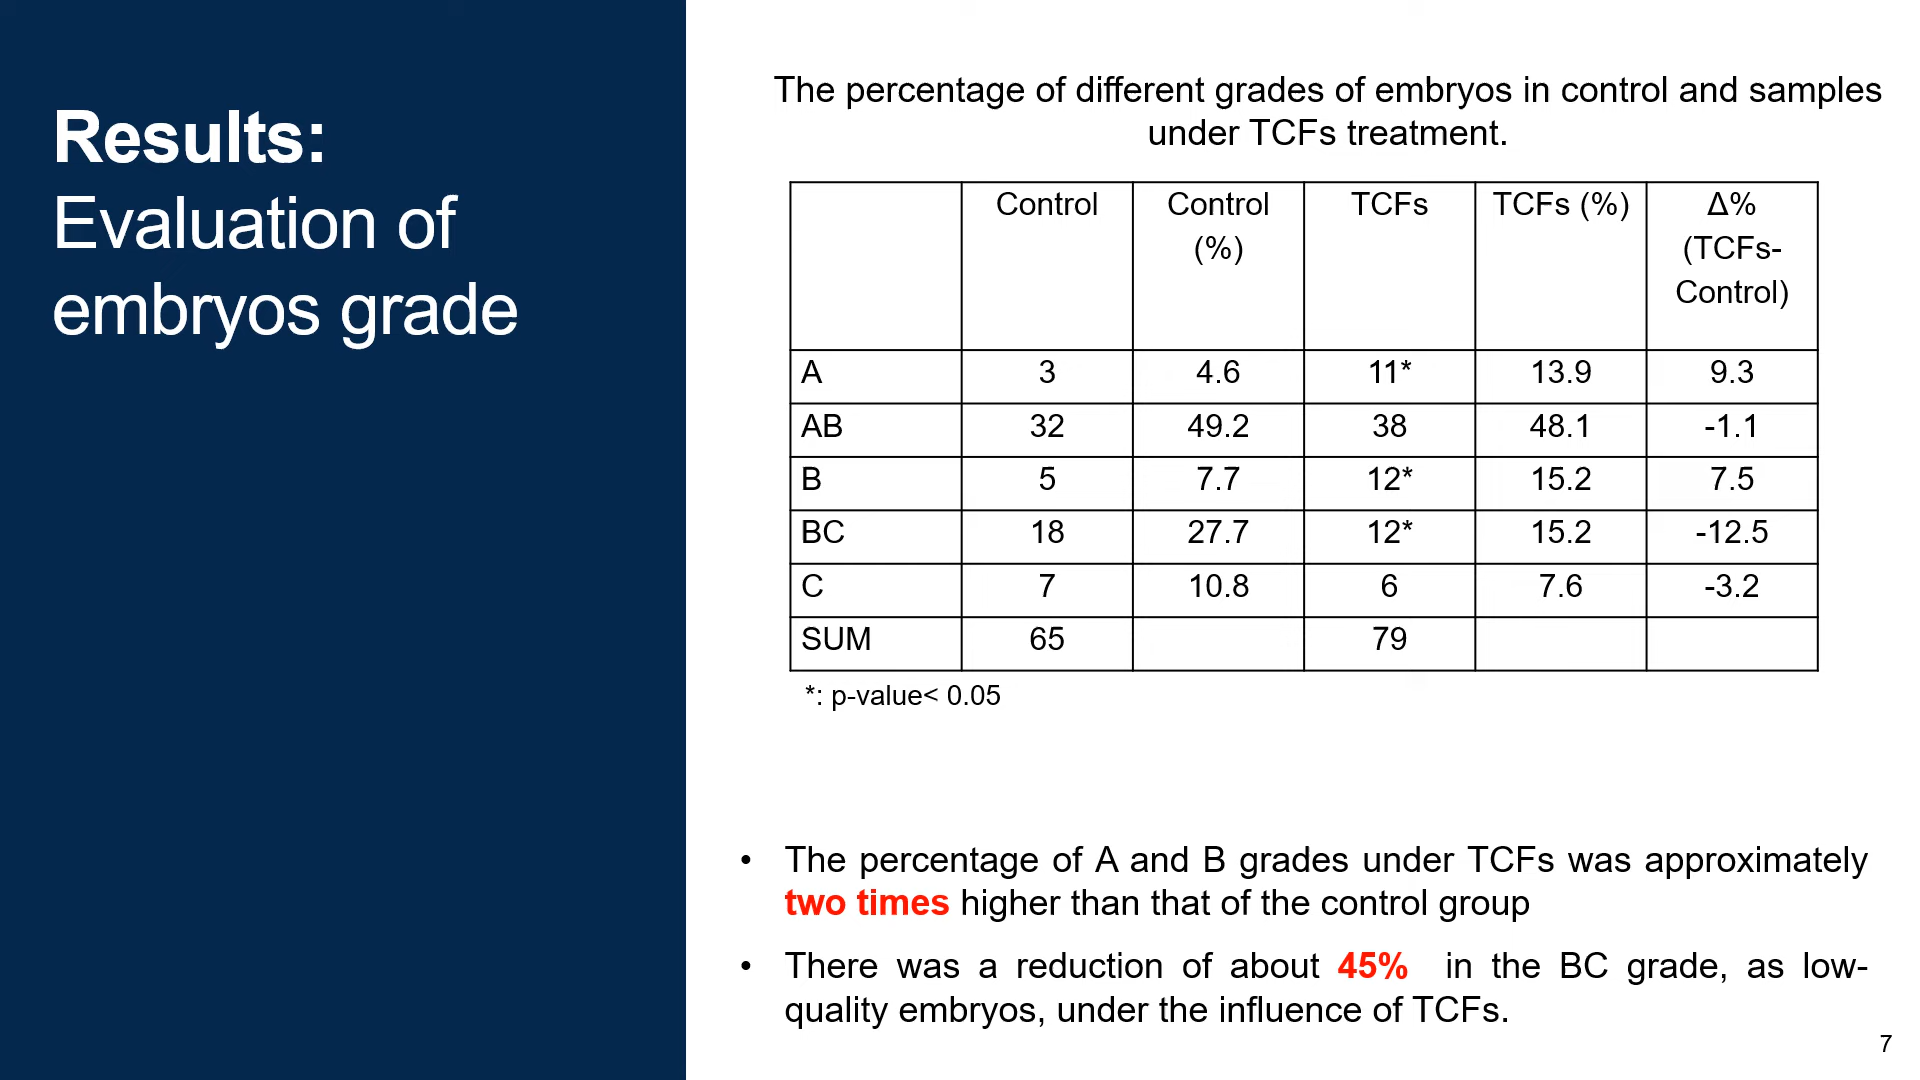 Results:
Evaluation of
embryos grade
The percentage of different grades of embryos in control and samples
under TCFs treatment.
Control Control (%) TCFs TCFs (%) Δ% (TCFs-Control)
A 3 4.6 11* 13.9 9.3
AB 32 49.2 38 48.1 -1.1
B 5 7.7 12* 15.2 7.5
BC 18 27.7 12* 15.2 -12.5
C 7 10.8 6 7.6 -3.2
SUM 65 79
*: p-value< 0.05
• The percentage of A and B grades under TCFs was approximately
two times higher than that of the control group
• There was a reduction of about 45% in the BC grade, as low-
quality embryos, under the influence of TCFs.
7